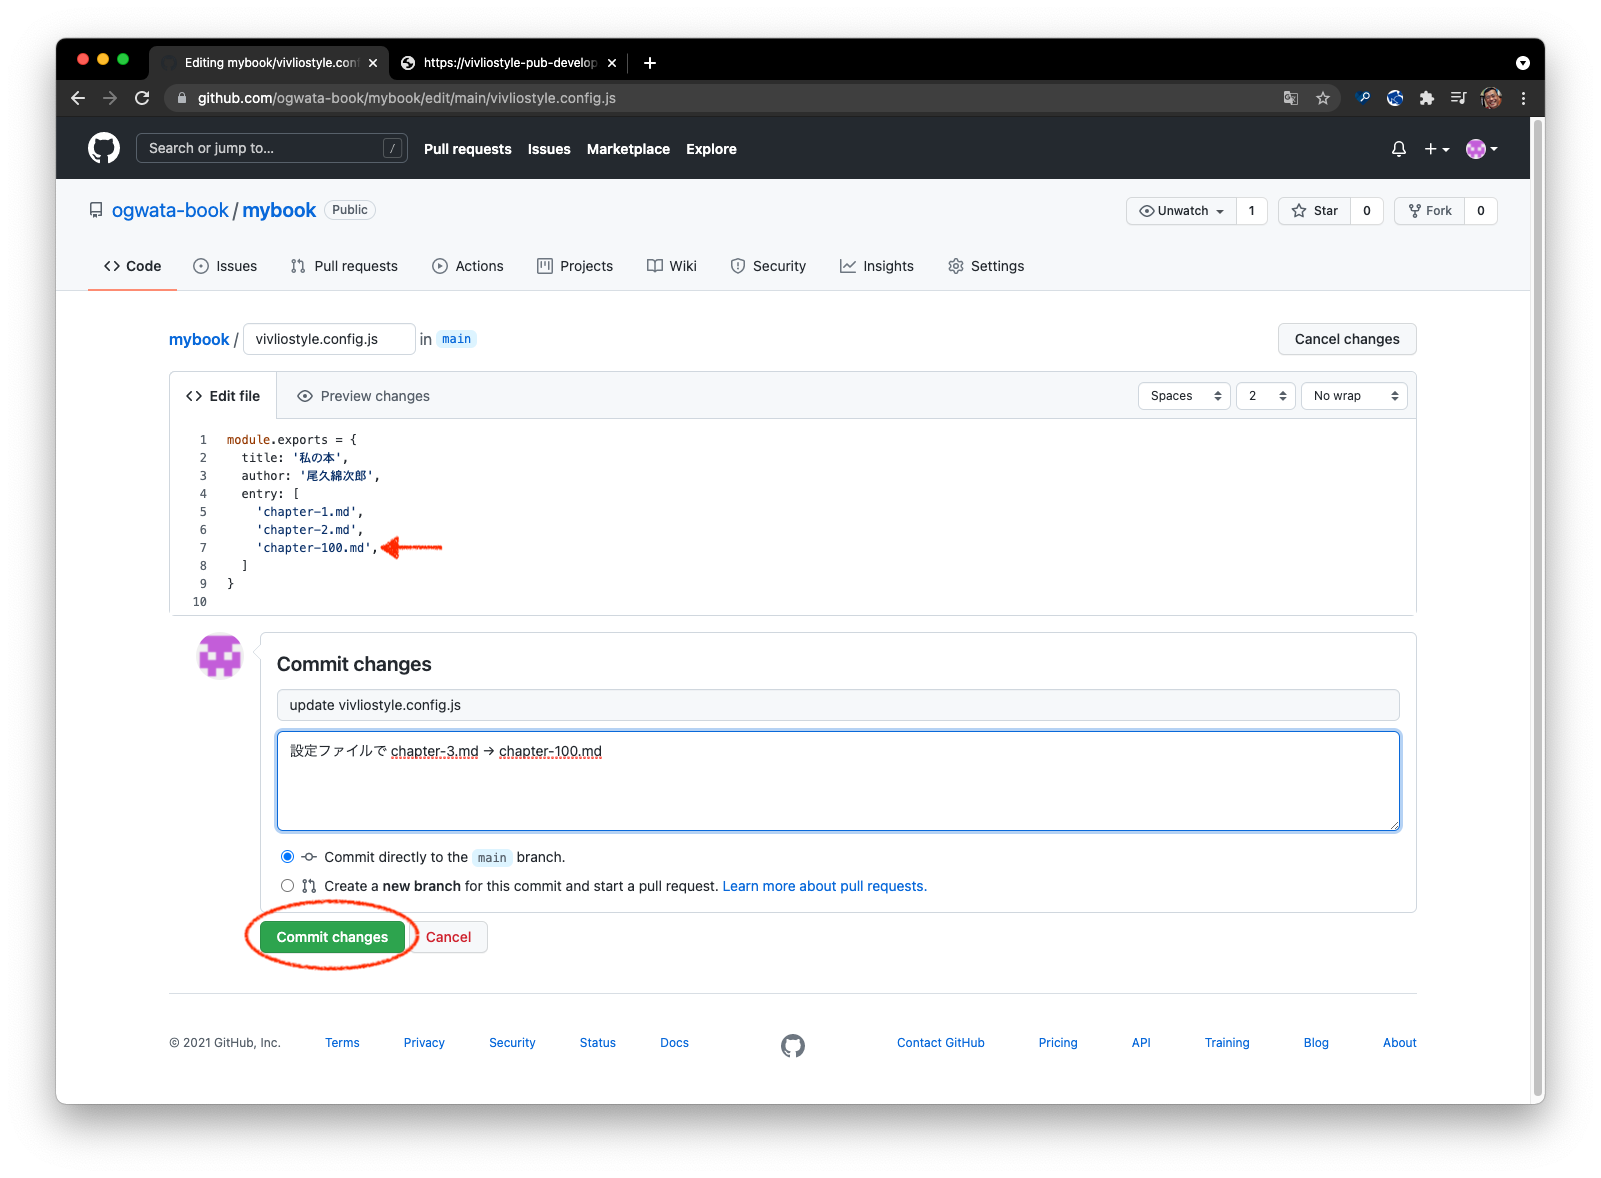 Editing mybook/vivliostyle.conf
https://vivliostyle-pub-develop
github.com/ogwata-book/mybook/edit/main/vivliostyle.config.js
Search or jump to...
/
Pull requests
Issues
Marketplace
Explore
ogwata-book / mybook
Public
Unwatch
1
Star
0
Fork
0
Code
Issues
Pull requests
Actions
Projects
Wiki
Security
Insights
Settings
mybook / vivliostyle.config.js in main
Cancel changes
Edit file
Preview changes
Spaces
2
No wrap
1 module.exports = {
2 title: '私の本',
3 author: '尾久綿次郎',
4 entry: [
5 'chapter-1.md',
6 'chapter-2.md',
7 'chapter-100.md',
8 ]
9 }
10
Commit changes
update vivliostyle.config.js
設定ファイルで chapter-3.md → chapter-100.md
Commit directly to the main branch.
Create a new branch for this commit and start a pull request. Learn more about pull requests.
Commit changes
Cancel
© 2021 GitHub, Inc.
Terms
Privacy
Security
Status
Docs
Contact GitHub
Pricing
API
Training
Blog
About